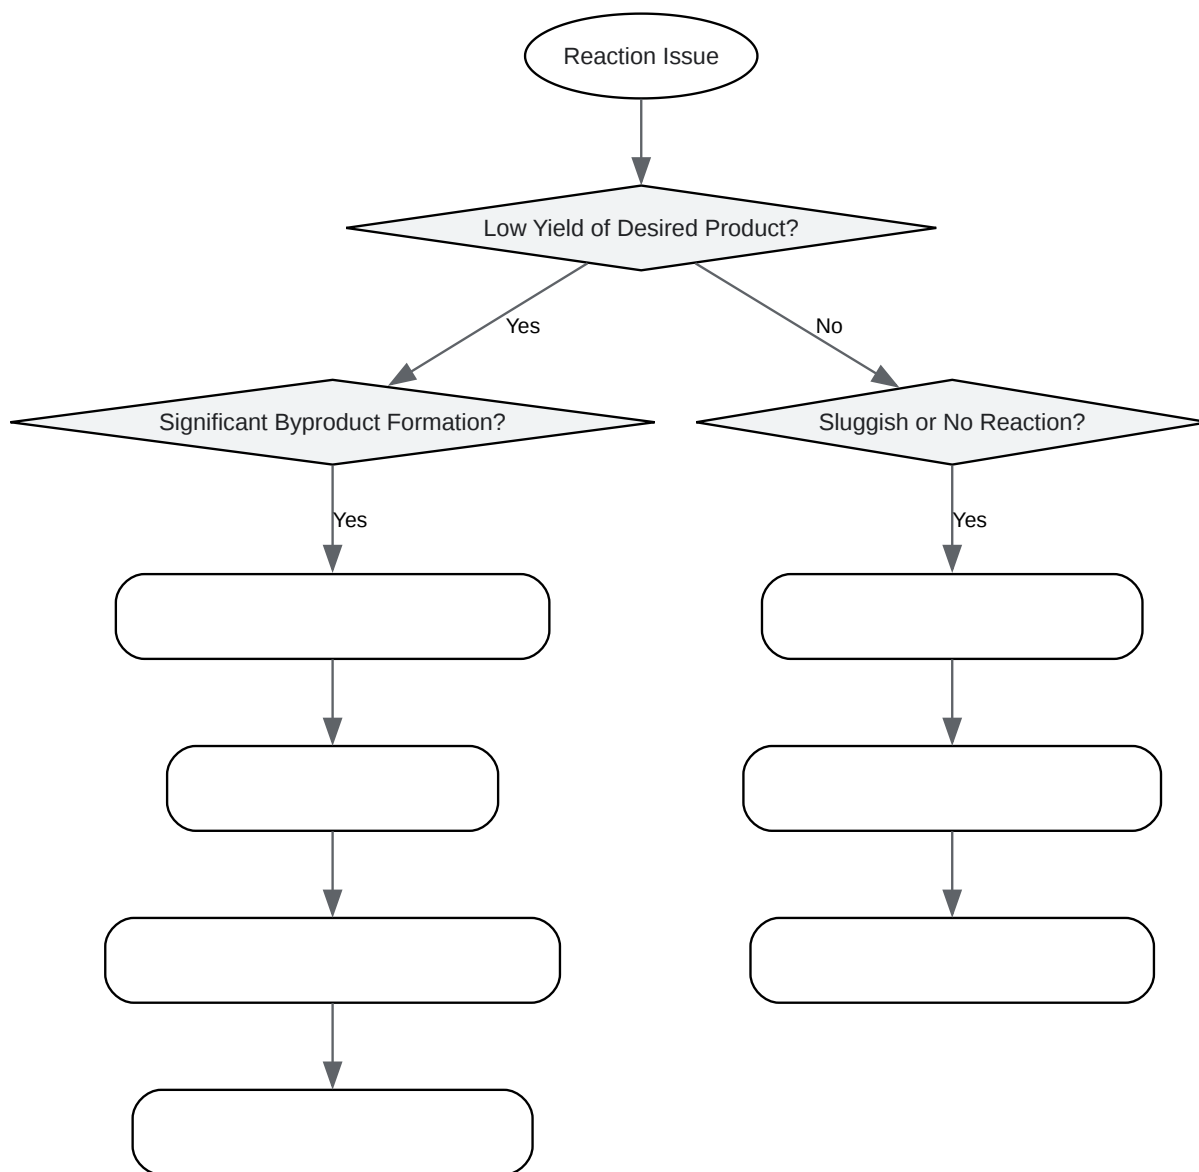 Reaction Issue
Low Yield of Desired Product?
Yes
No
Significant Byproduct Formation?
Sluggish or No Reaction?
Yes
Yes